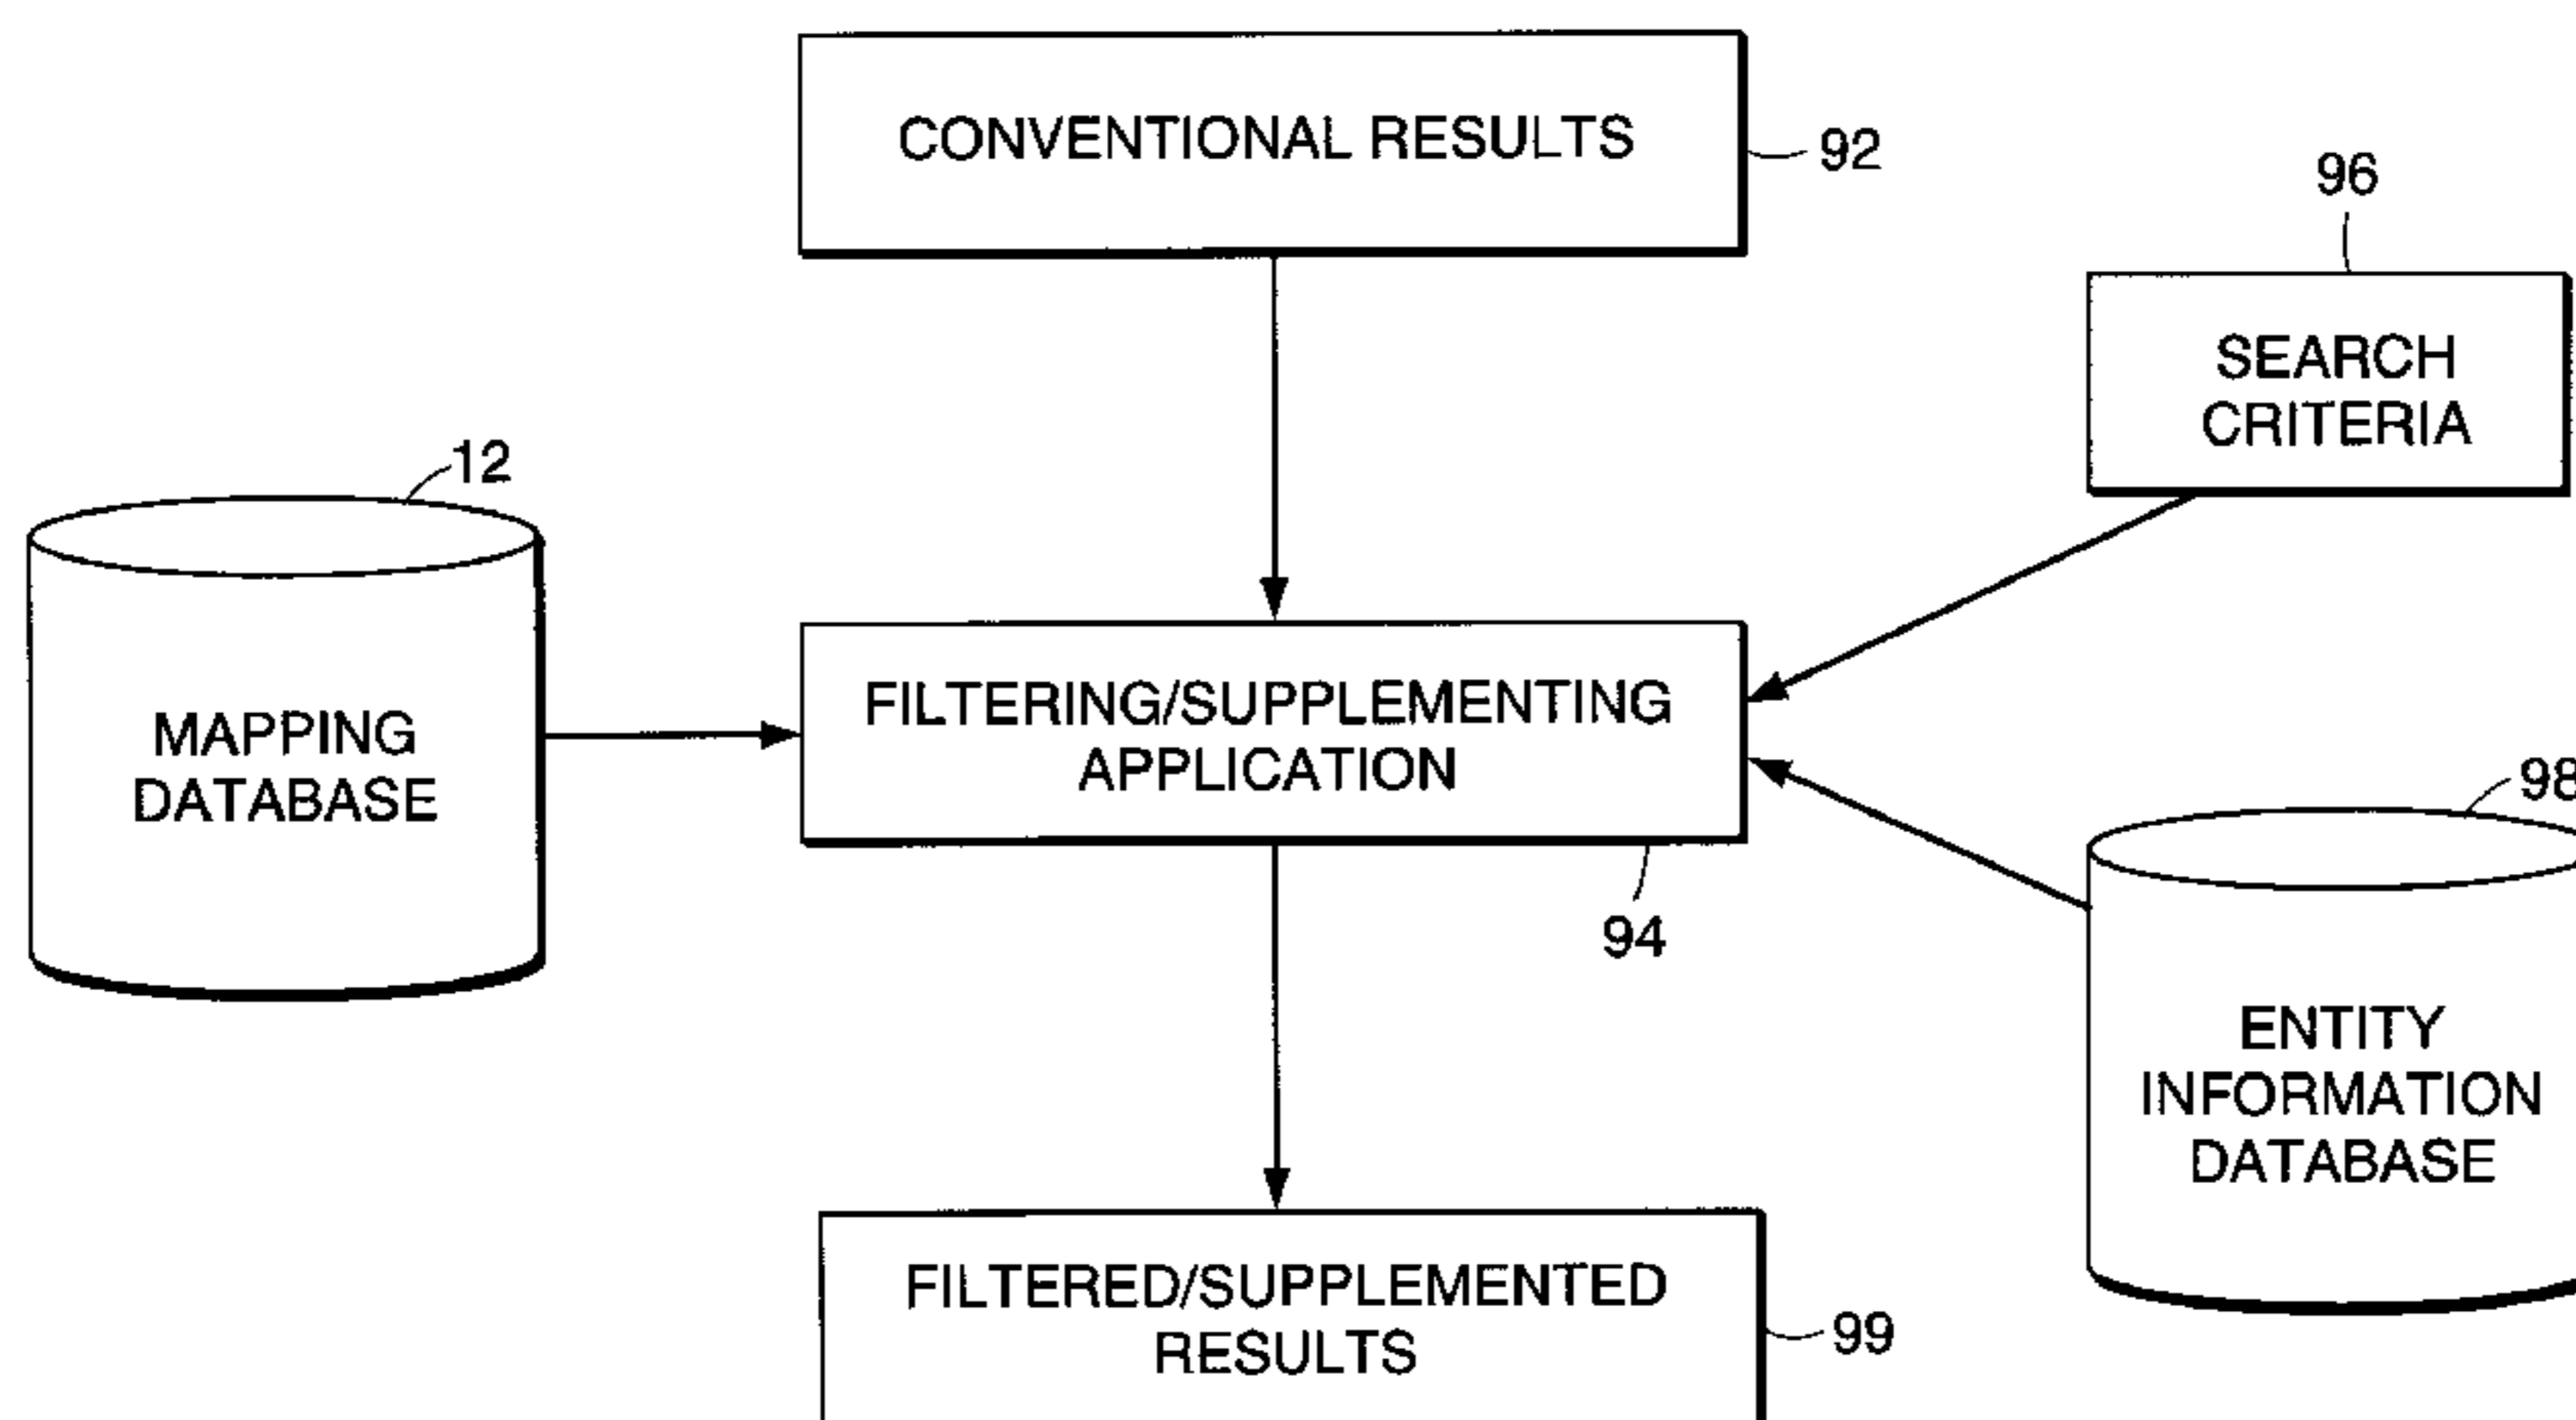 CONVENTIONAL RESULTS
92
96
SEARCH
CRITERIA
12
MAPPING
DATABASE
FILTERING/SUPPLEMENTING
APPLICATION
94
98
ENTITY
INFORMATION
DATABASE
FILTERED/SUPPLEMENTED
RESULTS
99